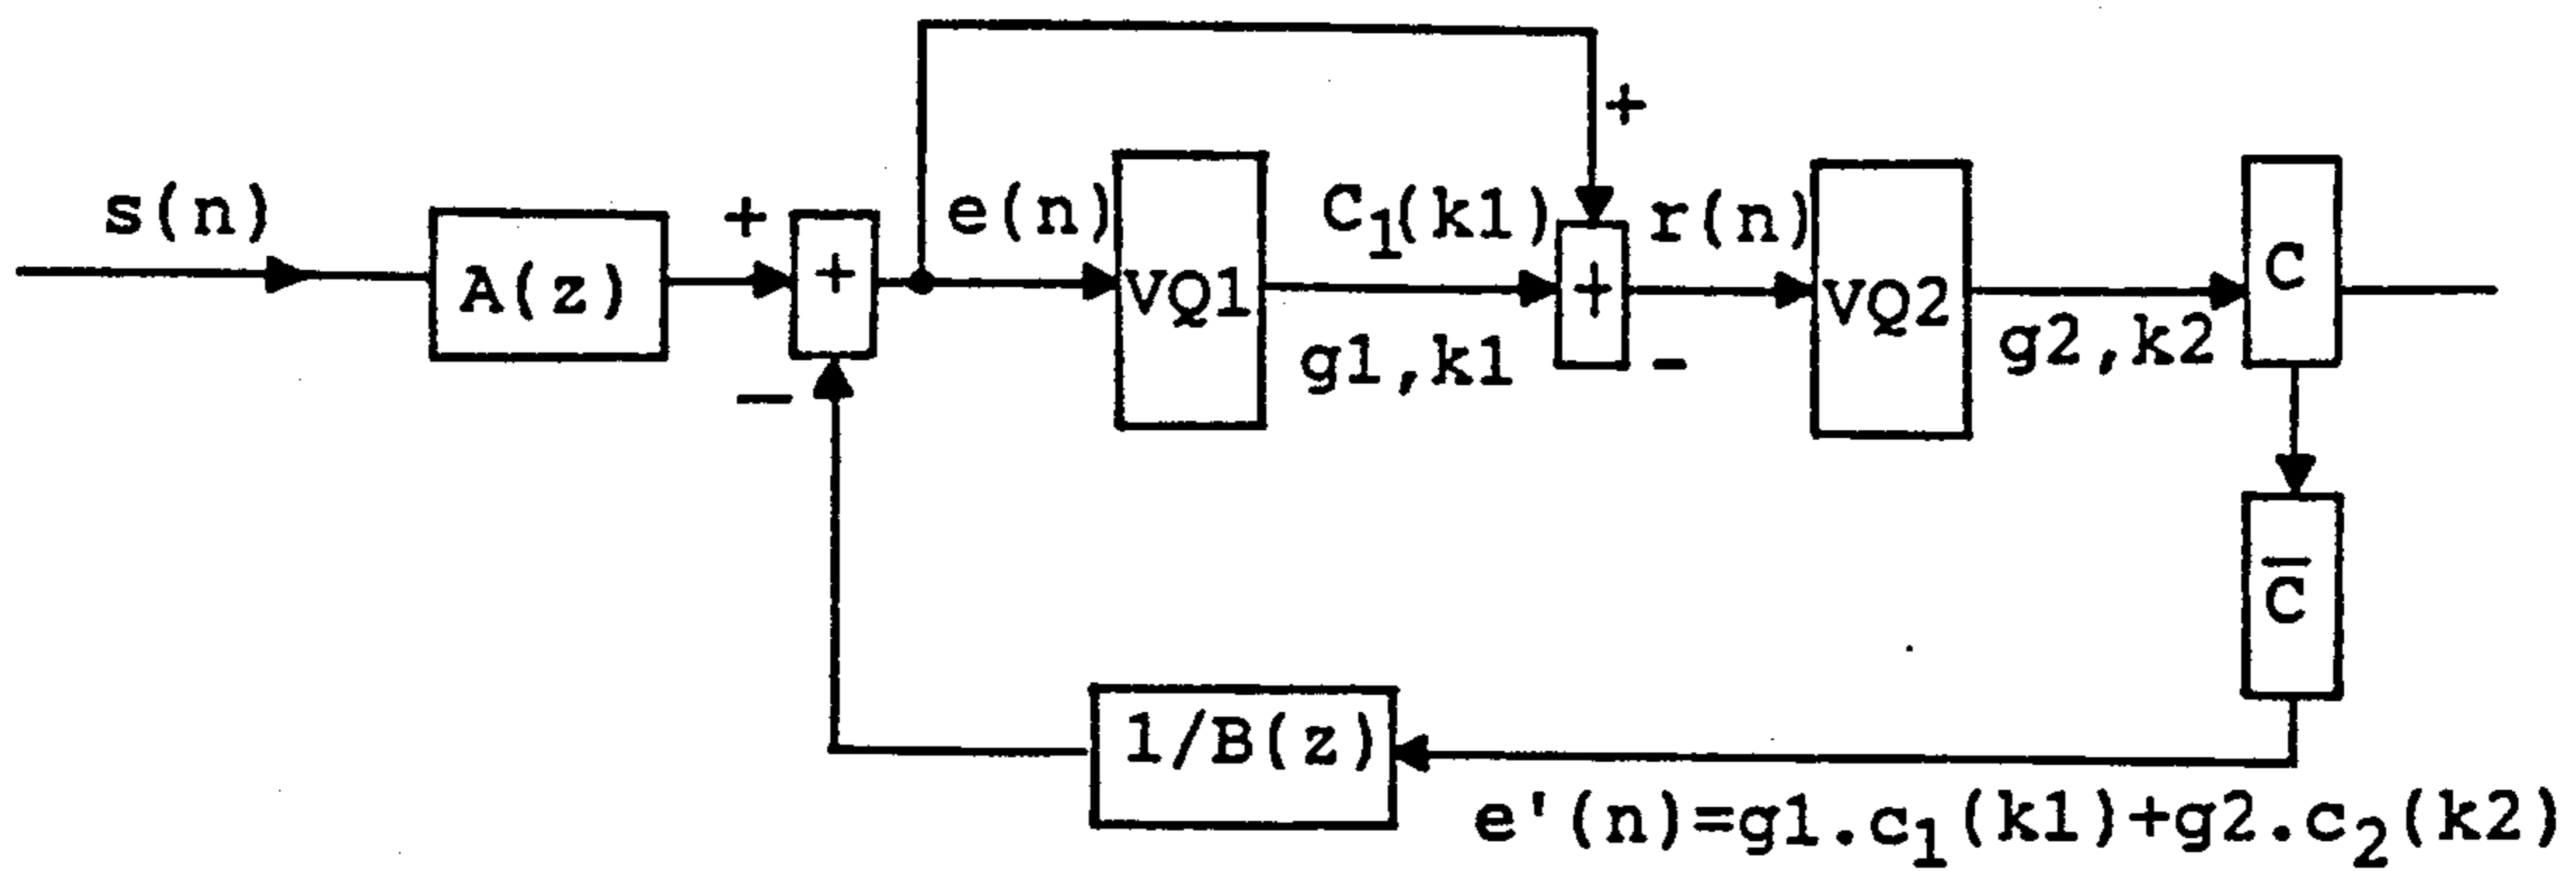 s(n)
A(z)
+
+
−
e(n)
VQ1
C₁(k1)
g1,k1
+
+
−
r(n)
VQ2
g2,k2
C
C̅
1/B(z)
e'(n)=g1.c₁(k1)+g2.c₂(k2)